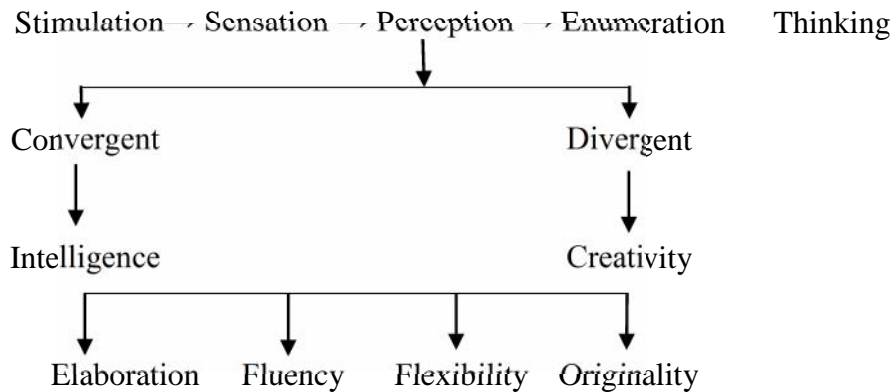 Stimulation → Sensation → Perception → Enumeration Thinking
Convergent Divergent
Intelligence Creativity
Elaboration Fluency Flexibility Originality